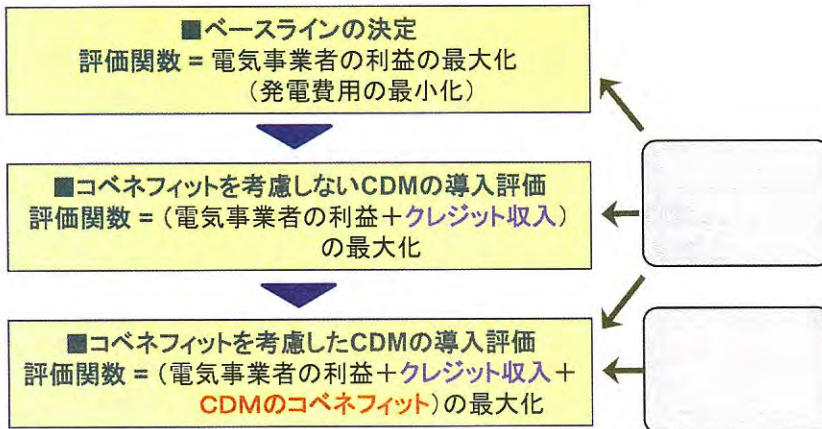 ■ベースラインの決定
評価関数 = 電気事業者の利益の最大化
(発電費用の最小化)
■コベネフィットを考慮しないCDMの導入評価
評価関数 = (電気事業者の利益+クレジット収入)
の最大化
■コベネフィットを考慮したCDMの導入評価
評価関数 = (電気事業者の利益+クレジット収入+
CDMのコベネフィット)の最大化